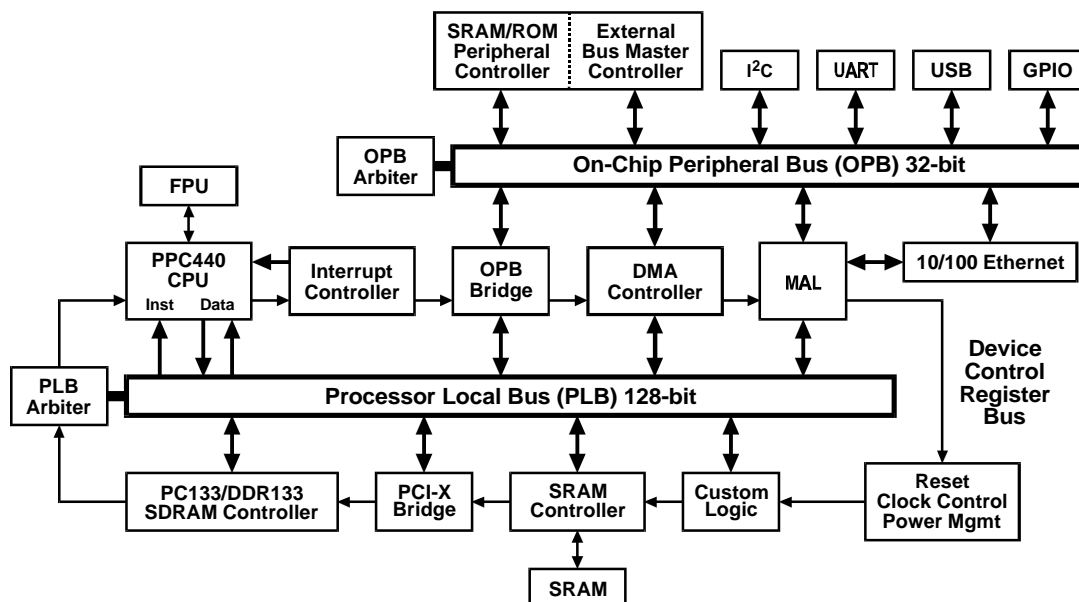 SRAM/ROM
Peripheral
Controller
External
Bus Master
Controller
I²C
UART
USB
GPIO
OPB
Arbiter
On-Chip Peripheral Bus (OPB) 32-bit
FPU
PPC440
CPU
Inst Data
Interrupt
Controller
OPB
Bridge
DMA
Controller
MAL
10/100 Ethernet
PLB
Arbiter
Processor Local Bus (PLB) 128-bit
Device
Control
Register
Bus
PC133/DDR133
SDRAM Controller
PCI-X
Bridge
SRAM
Controller
Custom
Logic
Reset
Clock Control
Power Mgmt
SRAM